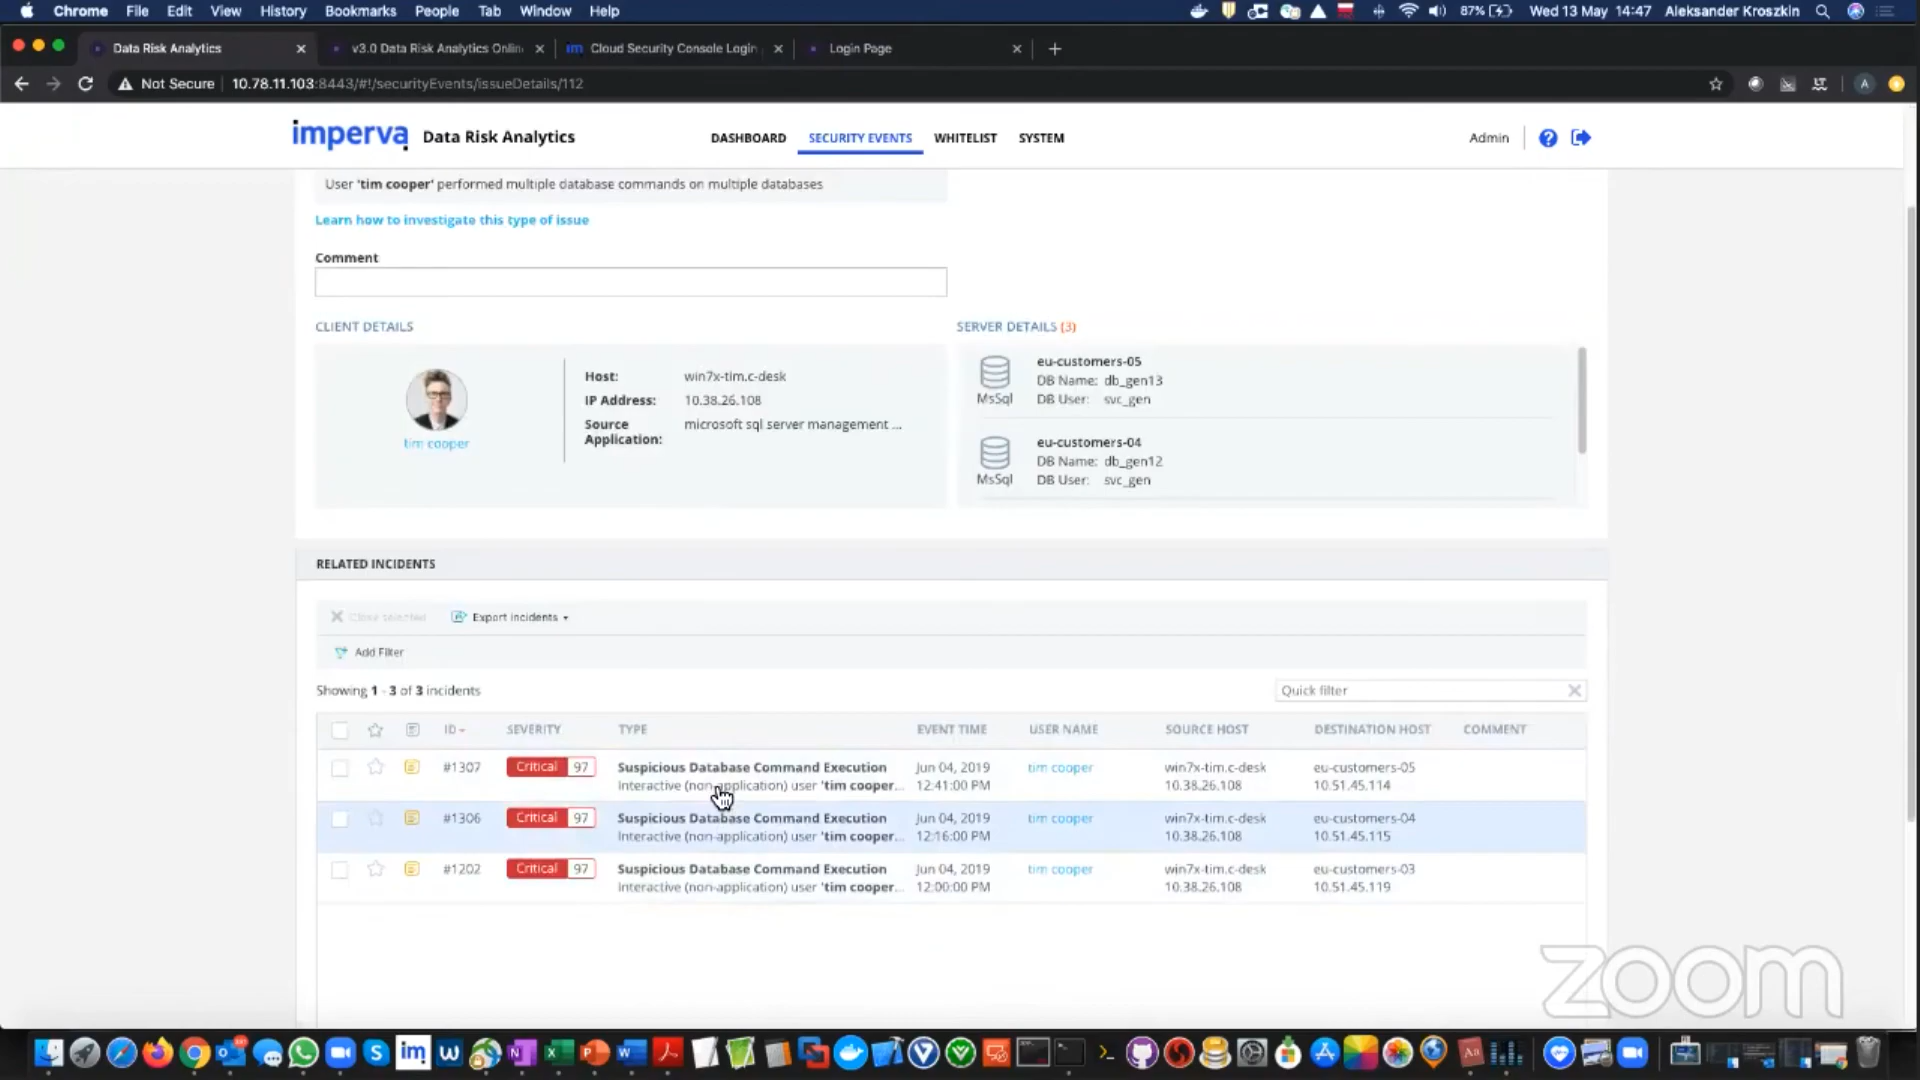 Chrome File Edit View History Bookmarks People Tab Window Help 87% Wed 13 May 14:47 Aleksander Kroszkin
Data Risk Analytics v3.0 Data Risk Analytics Onlin im Cloud Security Console Login Login Page
Not Secure 10.78.11.103:8443/#!/securityEvents/issueDetails/112 A
imperva Data Risk Analytics DASHBOARD SECURITY EVENTS WHITELIST SYSTEM Admin ?
User 'tim cooper' performed multiple database commands on multiple databases
Learn how to investigate this type of issue
Comment
CLIENT DETAILS SERVER DETAILS (3)
tim cooper
Host: win7x-tim.c-desk
IP Address: 10.38.26.108
Source Application: microsoft sql server management ...
MsSql
eu-customers-05
DB Name: db_gen13
DB User: svc_gen
MsSql
eu-customers-04
DB Name: db_gen12
DB User: svc_gen
RELATED INCIDENTS
Close selected Export incidents
Add Filter
Showing 1 - 3 of 3 incidents Quick filter
ID SEVERITY TYPE EVENT TIME USER NAME SOURCE HOST DESTINATION HOST COMMENT
#1307 Critical 97 Suspicious Database Command Execution Jun 04, 2019 tim cooper win7x-tim.c-desk eu-customers-05
Interactive (non-application) user 'tim cooper... 12:41:00 PM 10.38.26.108 10.51.45.114
#1306 Critical 97 Suspicious Database Command Execution Jun 04, 2019 tim cooper win7x-tim.c-desk eu-customers-04
Interactive (non-application) user 'tim cooper... 12:16:00 PM 10.38.26.108 10.51.45.115
#1202 Critical 97 Suspicious Database Command Execution Jun 04, 2019 tim cooper win7x-tim.c-desk eu-customers-03
Interactive (non-application) user 'tim cooper... 12:00:00 PM 10.38.26.108 10.51.45.119
zoom